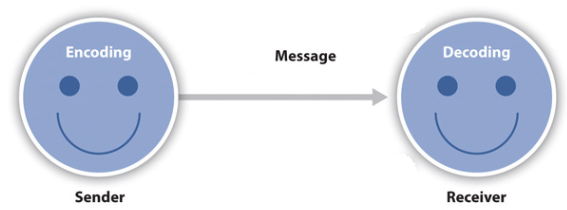 Encoding
Message
Decoding
Sender
Receiver